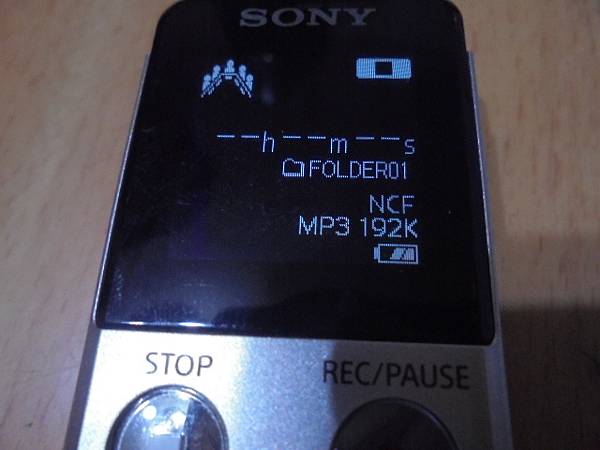 SONY
――h――m――s
FOLDER01
NCF
MP3 192K
STOP REC/PAUSE